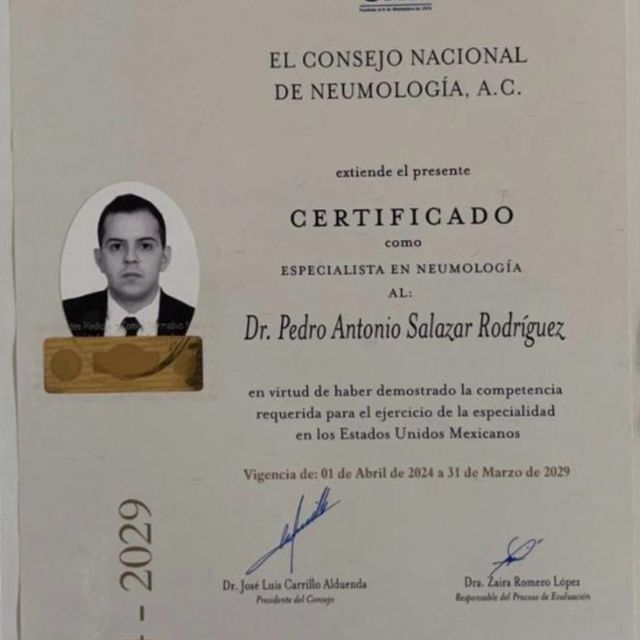 EL CONSEJO NACIONAL
DE NEUMOLOGÍA, A.C.
extiende el presente
CERTIFICADO
como
ESPECIALISTA EN NEUMOLOGÍA
AL:
Dr. Pedro Antonio Salazar Rodríguez
en virtud de haber demostrado la competencia
requerida para el ejercicio de la especialidad
en los Estados Unidos Mexicanos
Vigencia de: 01 de Abril de 2024 a 31 de Marzo de 2029
- 2029
Dr. José Luis Carrillo Alduenda
Presidente del Consejo
Dra. Zaira Romero López
Responsable del Proceso de Evaluación